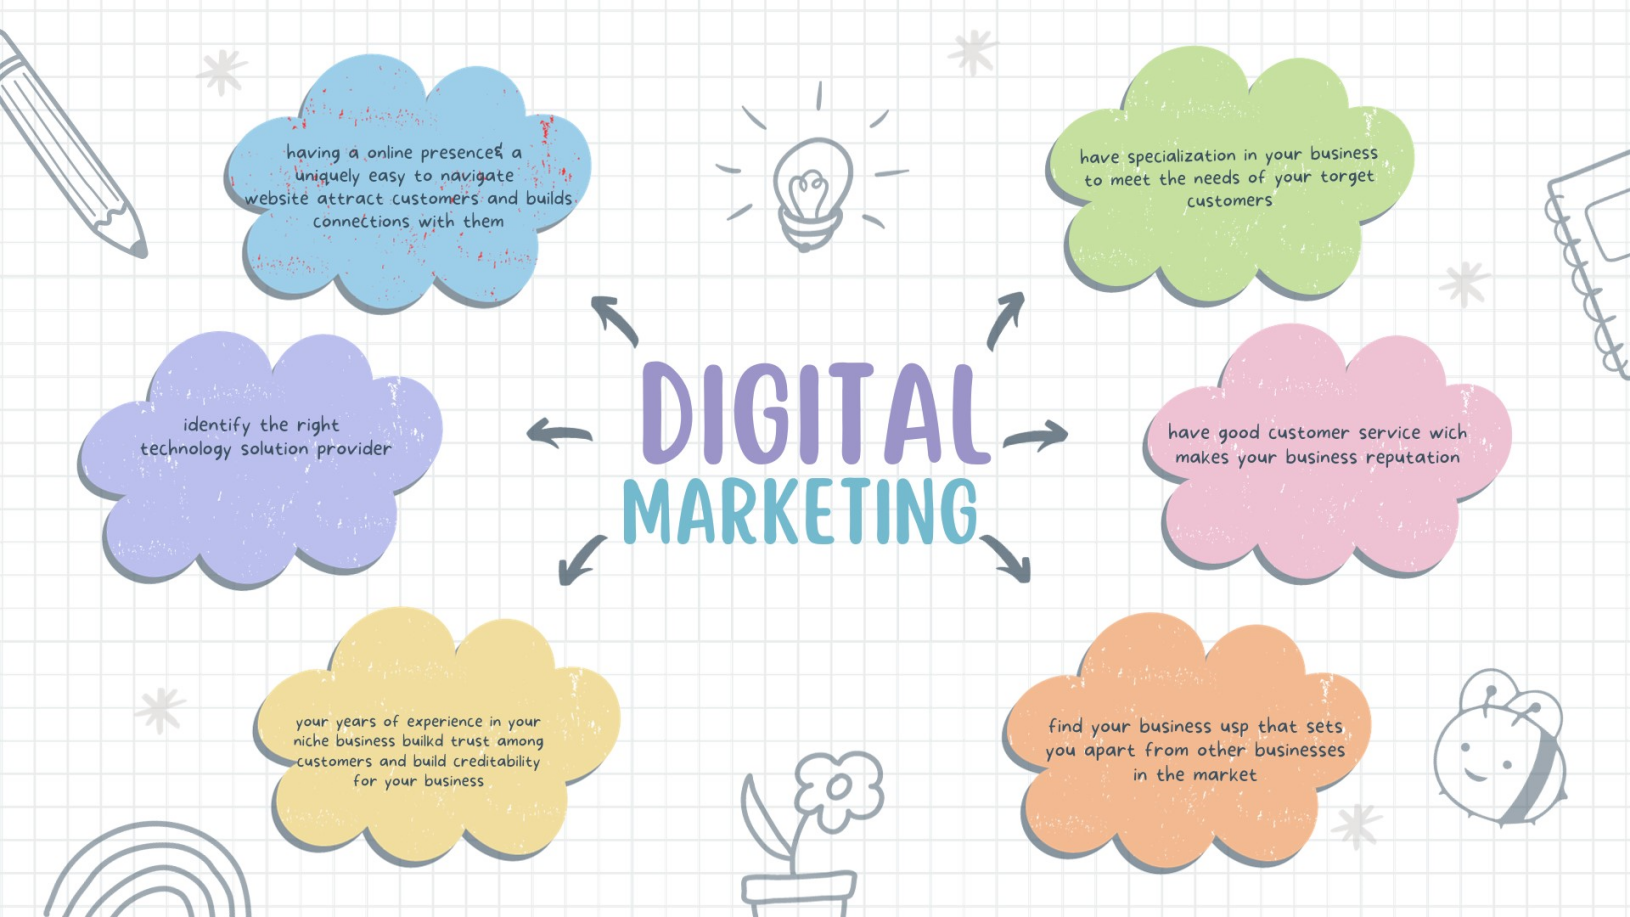 having a online presence& a
uniquely easy to navigate
website attract customers and builds
connections with them
have specialization in your business
to meet the needs of your torget
customers
DIGITAL
MARKETING
identify the right
technology solution provider
have good customer service wich
makes your business reputation
your years of experience in your
niche business builkd trust among
customers and build creditability
for your business
find your business usp that sets
you apart from other businesses
in the market